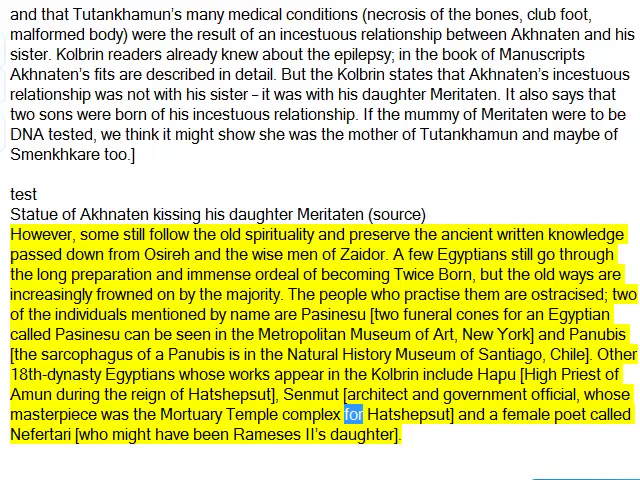 and that Tutankhamun's many medical conditions (necrosis of the bones, club foot,
malformed body) were the result of an incestuous relationship between Akhnaten and his
sister. Kolbrin readers already knew about the epilepsy; in the book of Manuscripts
Akhnaten's fits are described in detail. But the Kolbrin states that Akhnaten's incestuous
relationship was not with his sister – it was with his daughter Meritaten. It also says that
two sons were born of his incestuous relationship. If the mummy of Meritaten were to be
DNA tested, we think it might show she was the mother of Tutankhamun and maybe of
Smenkhkare too.]
test
Statue of Akhnaten kissing his daughter Meritaten (source)
However, some still follow the old spirituality and preserve the ancient written knowledge
passed down from Osireh and the wise men of Zaidor. A few Egyptians still go through
the long preparation and immense ordeal of becoming Twice Born, but the old ways are
increasingly frowned on by the majority. The people who practise them are ostracised; two
of the individuals mentioned by name are Pasinesu [two funeral cones for an Egyptian
called Pasinesu can be seen in the Metropolitan Museum of Art, New York] and Panubis
[the sarcophagus of a Panubis is in the Natural History Museum of Santiago, Chile]. Other
18th-dynasty Egyptians whose works appear in the Kolbrin include Hapu [High Priest of
Amun during the reign of Hatshepsut], Senmut [architect and government official, whose
masterpiece was the Mortuary Temple complex for Hatshepsut] and a female poet called
Nefertari [who might have been Rameses II's daughter].